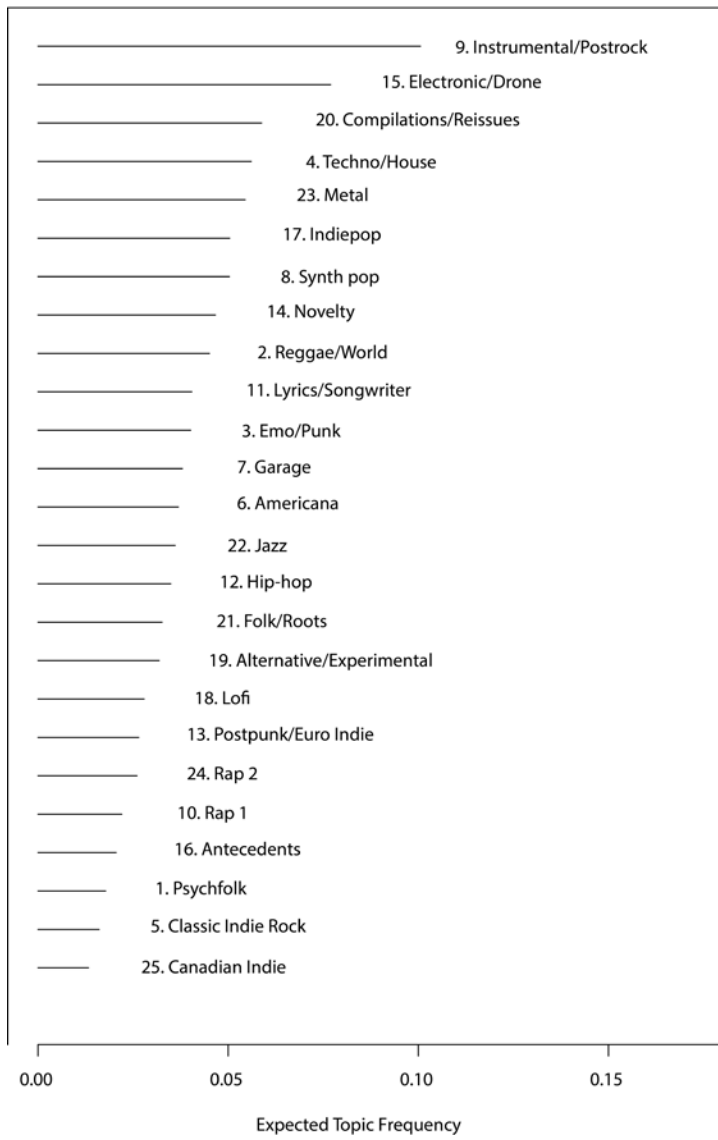 9. Instrumental/Postrock
15. Electronic/Drone
20. Compilations/Reissues
4. Techno/House
23. Metal
17. Indiepop
8. Synth pop
14. Novelty
2. Reggae/World
11. Lyrics/Songwriter
3. Emo/Punk
7. Garage
6. Americana
22. Jazz
12. Hip-hop
21. Folk/Roots
19. Alternative/Experimental
18. Lofi
13. Postpunk/Euro Indie
24. Rap 2
10. Rap 1
16. Antecedents
1. Psychfolk
5. Classic Indie Rock
25. Canadian Indie
0.00 0.05 0.10 0.15
Expected Topic Frequency